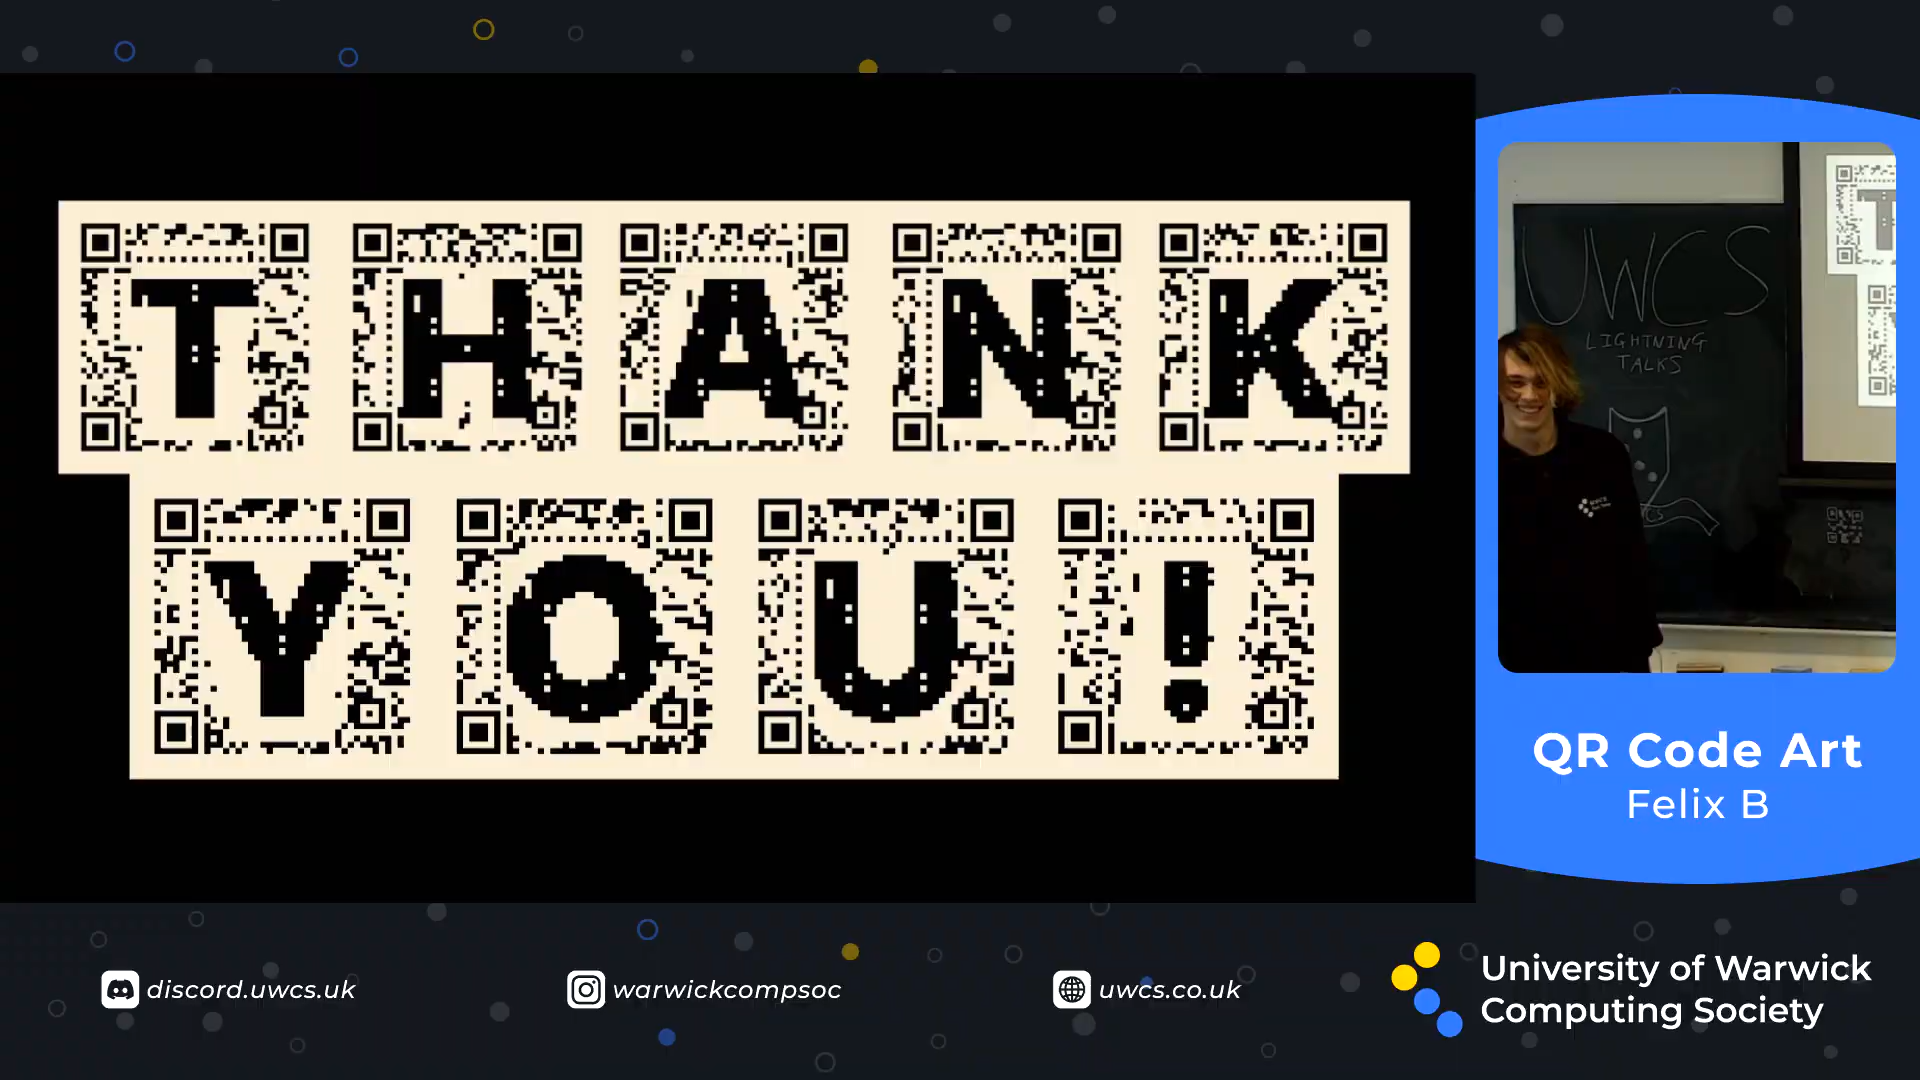 THANK
YOU!
UWCS
LIGHTNING
TALKS
QR Code Art
Felix B
discord.uwcs.uk
warwickcompsoc
uwcs.co.uk
University of Warwick
Computing Society